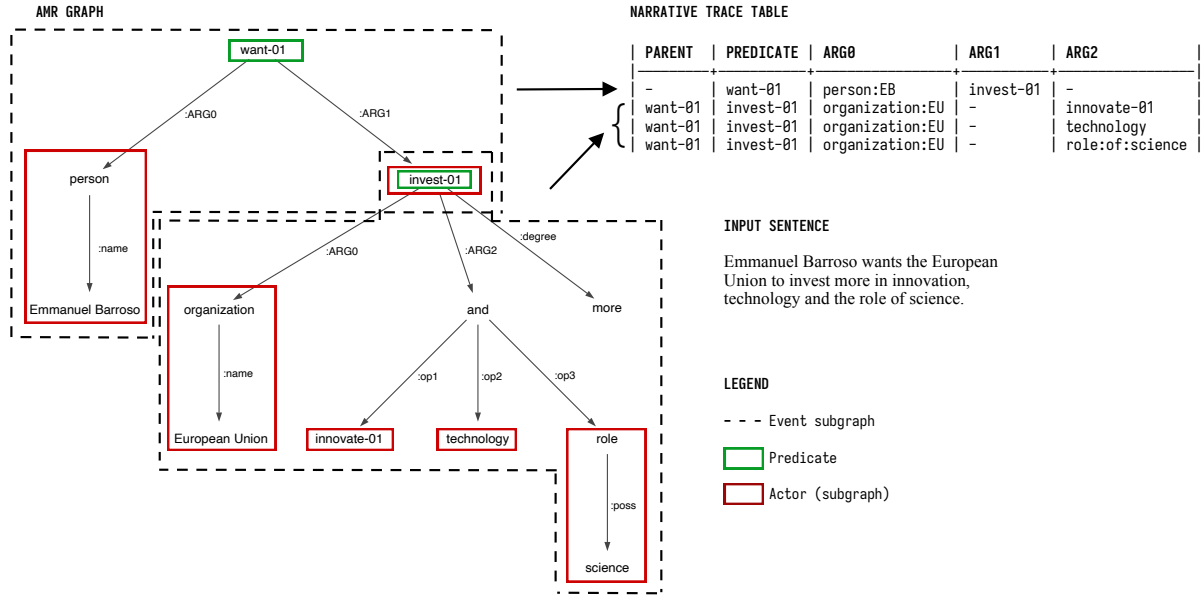 AMR GRAPH
want-01
:ARG0
:ARG1
person
invest-01
:name
:ARG0
:ARG2
:degree
Emmanuel Barroso
organization
and
more
:name
:op1
:op2
:op3
European Union
innovate-01
technology
role
:poss
science
NARRATIVE TRACE TABLE
| PARENT | PREDICATE | ARG0 | ARG1 | ARG2 |
|—————————+———————————+—————————————————+———————————+—————————————————|
| - | want-01 | person:EB | invest-01 | - |
| want-01 | invest-01 | organization:EU | - | innovate-01 |
| want-01 | invest-01 | organization:EU | - | technology |
| want-01 | invest-01 | organization:EU | - | role:of:science |
INPUT SENTENCE
Emmanuel Barroso wants the European
Union to invest more in innovation,
technology and the role of science.
LEGEND
- - - Event subgraph
Predicate
Actor (subgraph)